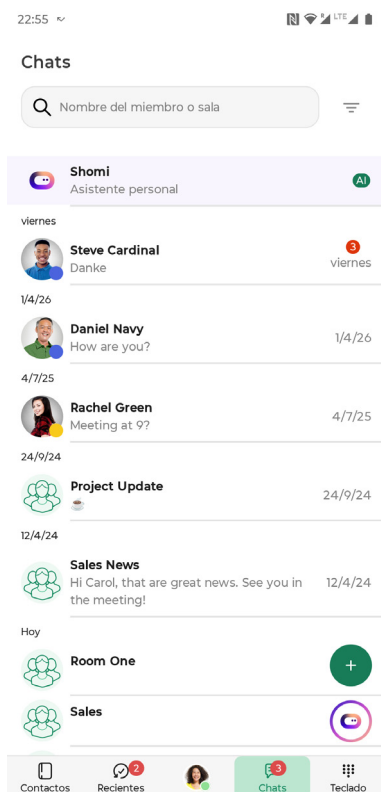 22:55
LTE
Chats
Nombre del miembro o sala
Shomi
Asistente personal
AI
viernes
Steve Cardinal
3
Danke
viernes
1/4/26
Daniel Navy
How are you?
1/4/26
4/7/25
Rachel Green
Meeting at 9?
4/7/25
24/9/24
Project Update
☕
24/9/24
12/4/24
Sales News
Hi Carol, that are great news. See you in
the meeting!
12/4/24
Hoy
Room One
+
Sales
2
3
Contactos
Recientes
Chats
Teclado